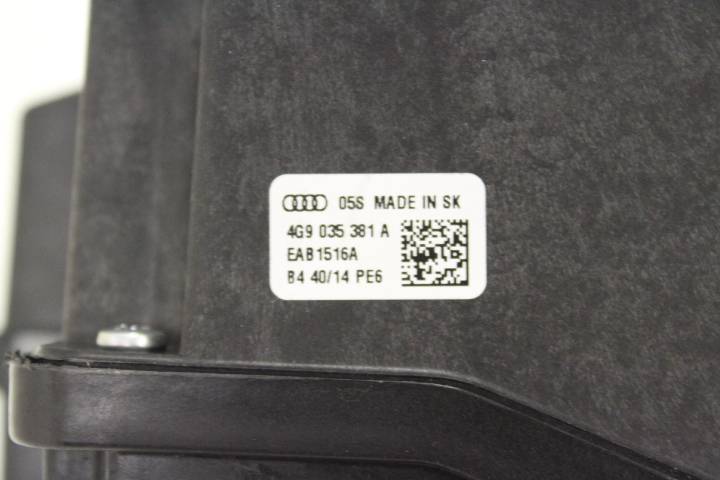 05S MADE IN SK
4G9 035 381 A
EAB1516A
B4 40/14 PE6